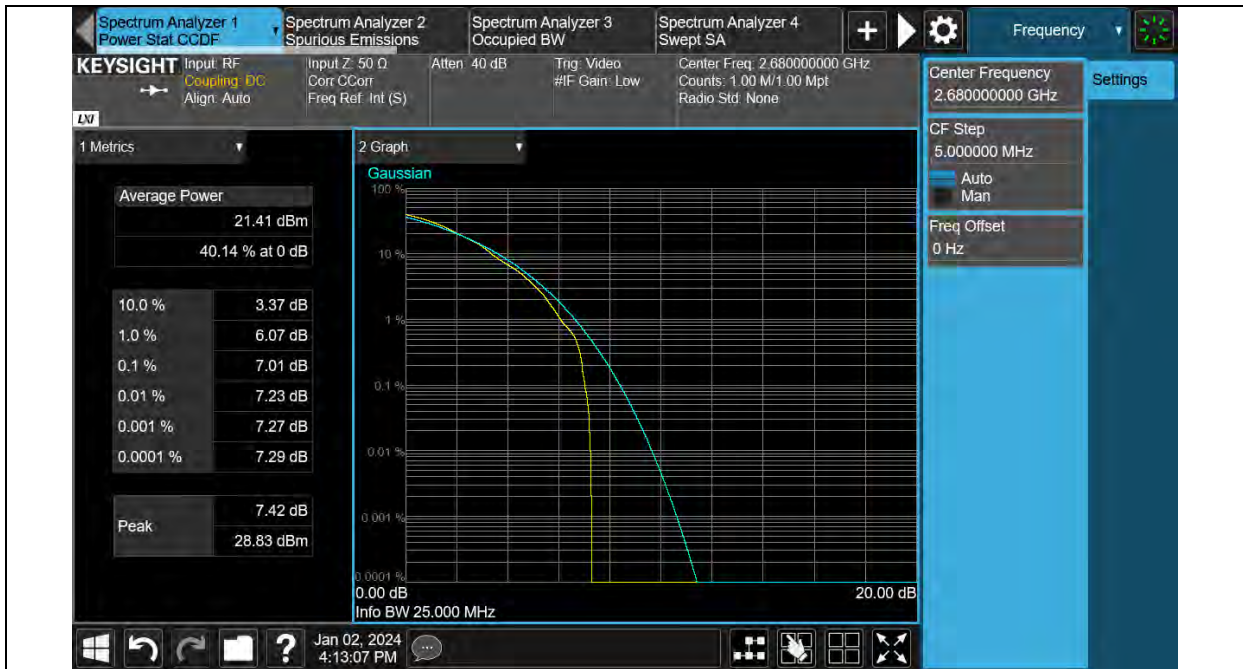 Spectrum Analyzer 1
Power Stat CCDF
Spectrum Analyzer 2
Spurious Emissions
Spectrum Analyzer 3
Occupied BW
Spectrum Analyzer 4
Swept SA
Frequency
KEYSIGHT
LXI
Input: RF
Coupling: DC
Align: Auto
Input Z: 50 Ω
Corr CCorr
Freq Ref: Int (S)
Atten: 40 dB
Trig: Video
#IF Gain: Low
Center Freq: 2.680000000 GHz
Counts: 1.00 M/1.00 Mpt
Radio Std: None
Center Frequency
2.680000000 GHz
Settings
CF Step
5.000000 MHz
Auto
Man
Freq Offset
0 Hz
1 Metrics
Average Power
21.41 dBm
40.14 % at 0 dB
10.0 % 3.37 dB
1.0 % 6.07 dB
0.1 % 7.01 dB
0.01 % 7.23 dB
0.001 % 7.27 dB
0.0001 % 7.29 dB
Peak
7.42 dB
28.83 dBm
2 Graph
Gaussian
100 %
10 %
1 %
0.1 %
0.01 %
0.001 %
0.0001 %
0.00 dB
20.00 dB
Info BW 25.000 MHz
?
Jan 02, 2024
4:13:07 PM